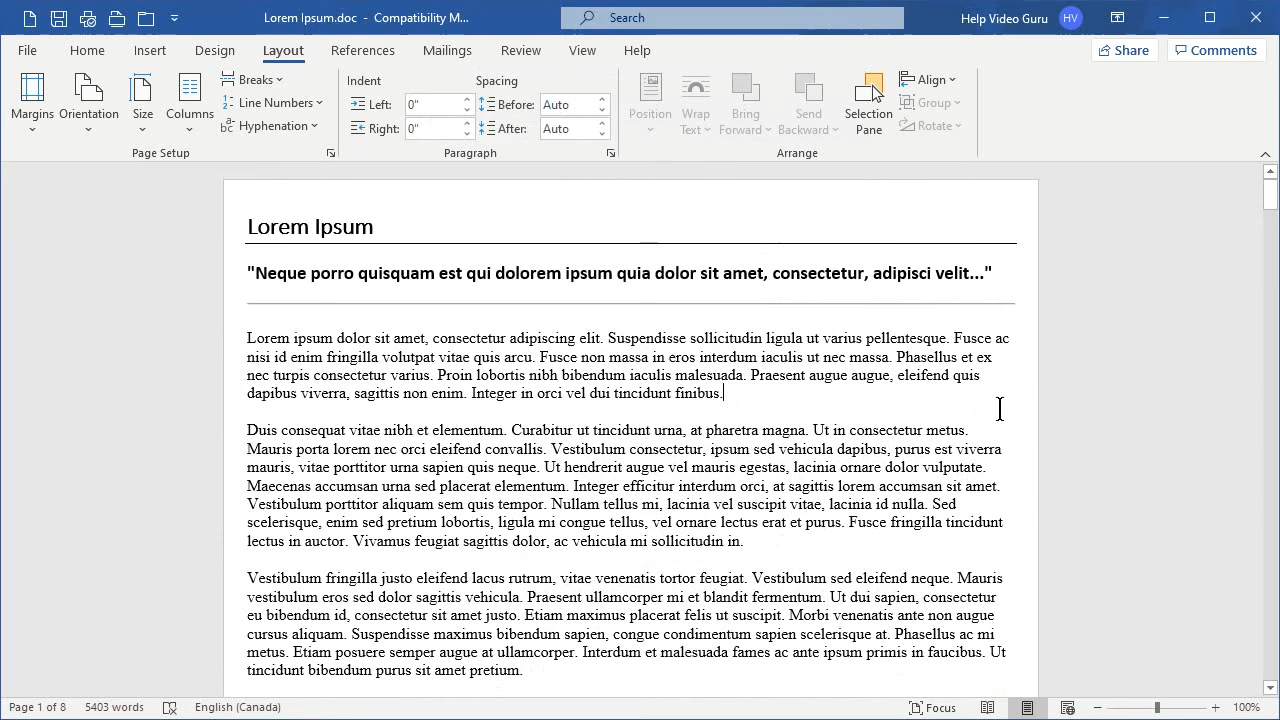 Lorem Ipsum.doc - Compatibility M...
Search
Help Video Guru HV
File Home Insert Design Layout References Mailings Review View Help Share Comments
Margins Orientation Size Columns
Breaks
Line Numbers
Hyphenation
Page Setup
Indent
Left: 0"
Right: 0"
Spacing
Before: Auto
After: Auto
Paragraph
Position
Wrap Text
Bring Forward
Send Backward
Selection Pane
Align
Group
Rotate
Arrange
Lorem Ipsum
"Neque porro quisquam est qui dolorem ipsum quia dolor sit amet, consectetur, adipisci velit..."
Lorem ipsum dolor sit amet, consectetur adipiscing elit. Suspendisse sollicitudin ligula ut varius pellentesque. Fusce ac
nisi id enim fringilla volutpat vitae quis arcu. Fusce non massa in eros interdum iaculis ut nec massa. Phasellus et ex
nec turpis consectetur varius. Proin lobortis nibh bibendum iaculis malesuada. Praesent augue augue, eleifend quis
dapibus viverra, sagittis non enim. Integer in orci vel dui tincidunt finibus.
Duis consequat vitae nibh et elementum. Curabitur ut tincidunt urna, at pharetra magna. Ut in consectetur metus.
Mauris porta lorem nec orci eleifend convallis. Vestibulum consectetur, ipsum sed vehicula dapibus, purus est viverra
mauris, vitae porttitor urna sapien quis neque. Ut hendrerit augue vel mauris egestas, lacinia ornare dolor vulputate.
Maecenas accumsan urna sed placerat elementum. Integer efficitur interdum orci, at sagittis lorem accumsan sit amet.
Vestibulum porttitor aliquam sem quis tempor. Nullam tellus mi, lacinia vel suscipit vitae, lacinia id nulla. Sed
scelerisque, enim sed pretium lobortis, ligula mi congue tellus, vel ornare lectus erat et purus. Fusce fringilla tincidunt
lectus in auctor. Vivamus feugiat sagittis dolor, ac vehicula mi sollicitudin in.
Vestibulum fringilla justo eleifend lacus rutrum, vitae venenatis tortor feugiat. Vestibulum sed eleifend neque. Mauris
vestibulum eros sed dolor sagittis vehicula. Praesent ullamcorper mi et blandit fermentum. Ut dui sapien, consectetur
eu bibendum id, consectetur sit amet justo. Etiam maximus placerat felis ut suscipit. Morbi venenatis ante non augue
cursus aliquam. Suspendisse maximus bibendum sapien, congue condimentum sapien scelerisque at. Phasellus ac mi
metus. Etiam posuere semper augue at ullamcorper. Interdum et malesuada fames ac ante ipsum primis in faucibus. Ut
tincidunt bibendum purus sit amet pretium.
Page 1 of 8 5403 words English (Canada) Focus 100%